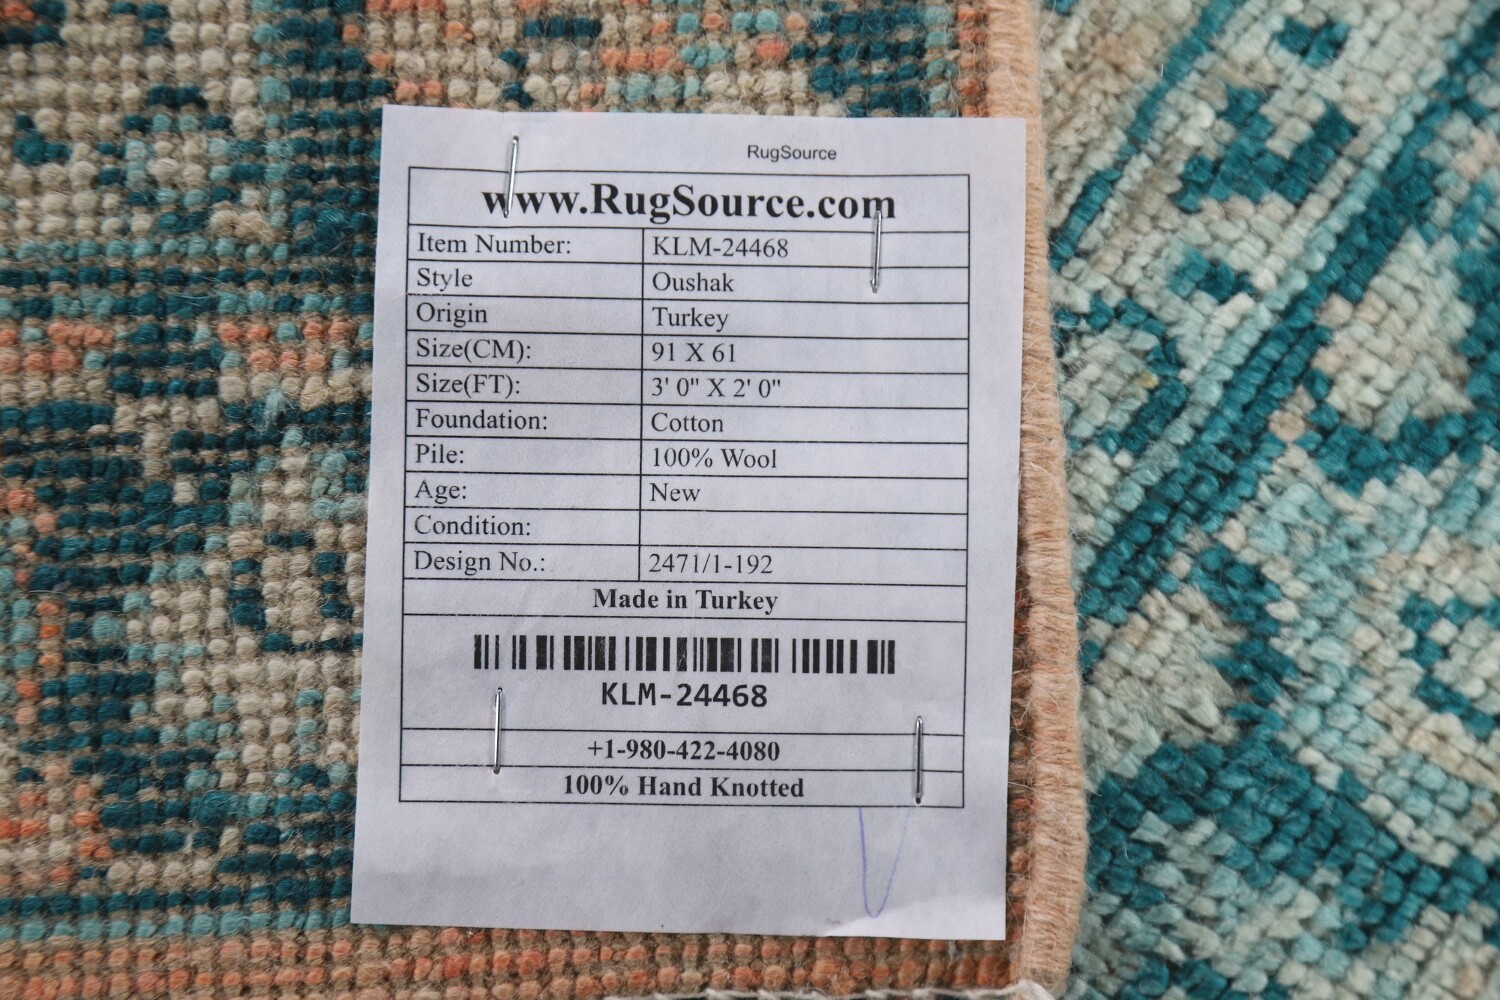 RugSource
www.RugSource.com
Item Number: KLM-24468
Style Oushak
Origin Turkey
Size(CM): 91 X 61
Size(FT): 3' 0" X 2' 0"
Foundation: Cotton
Pile: 100% Wool
Age: New
Condition:
Design No.: 2471/1-192
Made in Turkey
KLM-24468
+1-980-422-4080
100% Hand Knotted